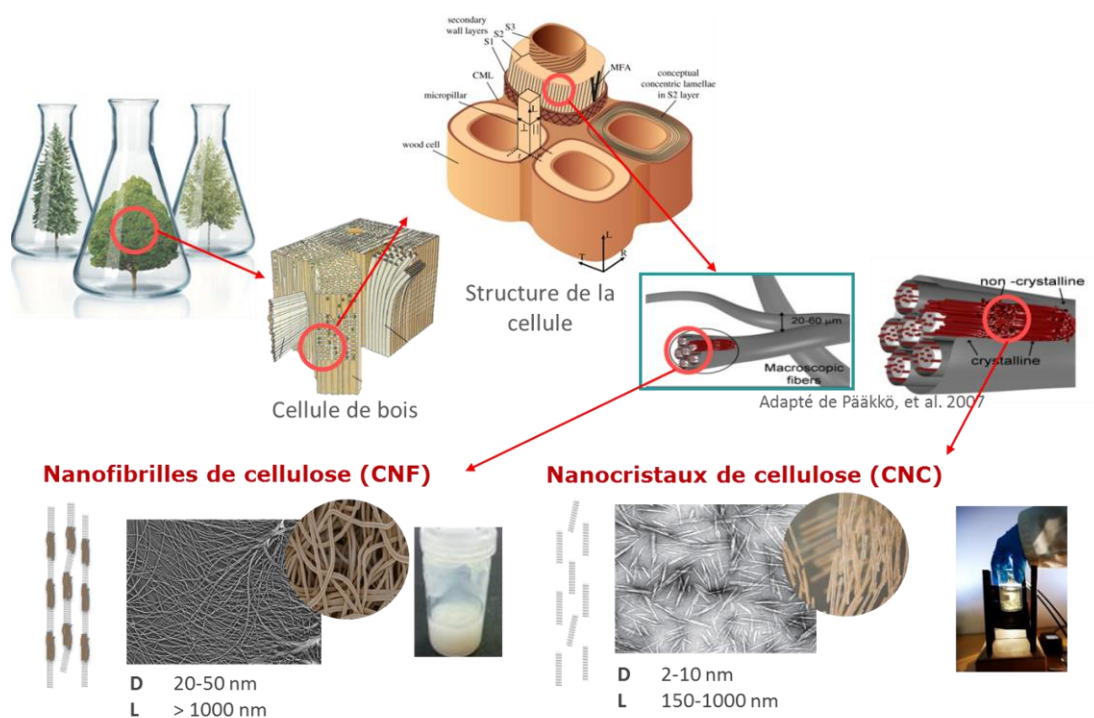 secondary
wall layers
S3
S2
S1
CML
MFA
conceptual
concentric lamellae
in S2 layer
micropillar
wood cell
L
T
R
Structure de la
cellule
Cellule de bois
20-60 µm
Macroscopic
fibers
non -crystalline
crystalline
Adapté de Pääkkö, et al. 2007
Nanofibrilles de cellulose (CNF)
D 20-50 nm
L > 1000 nm
Nanocristaux de cellulose (CNC)
D 2-10 nm
L 150-1000 nm